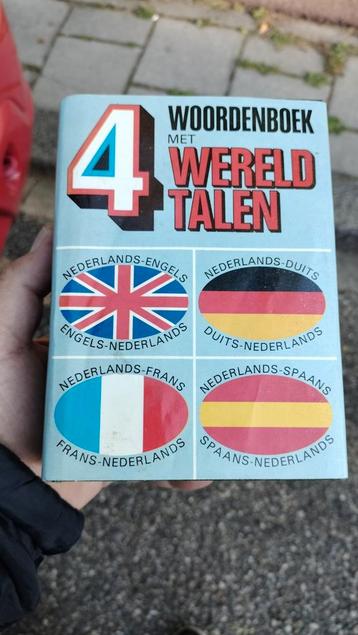 WOORDENBOEK
MET
4 WERELD
TALEN
NEDERLANDS-ENGELS
ENGELS-NEDERLANDS
NEDERLANDS-DUITS
DUITS-NEDERLANDS
NEDERLANDS-FRANS
FRANS-NEDERLANDS
NEDERLANDS-SPAANS
SPAANS-NEDERLANDS